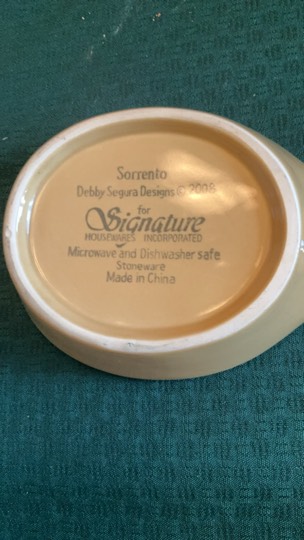 Sorrento
Debby Segura Designs © 2008
for
Signature
HOUSEWARES INCORPORATED
Microwave and Dishwasher safe
Stoneware
Made in China